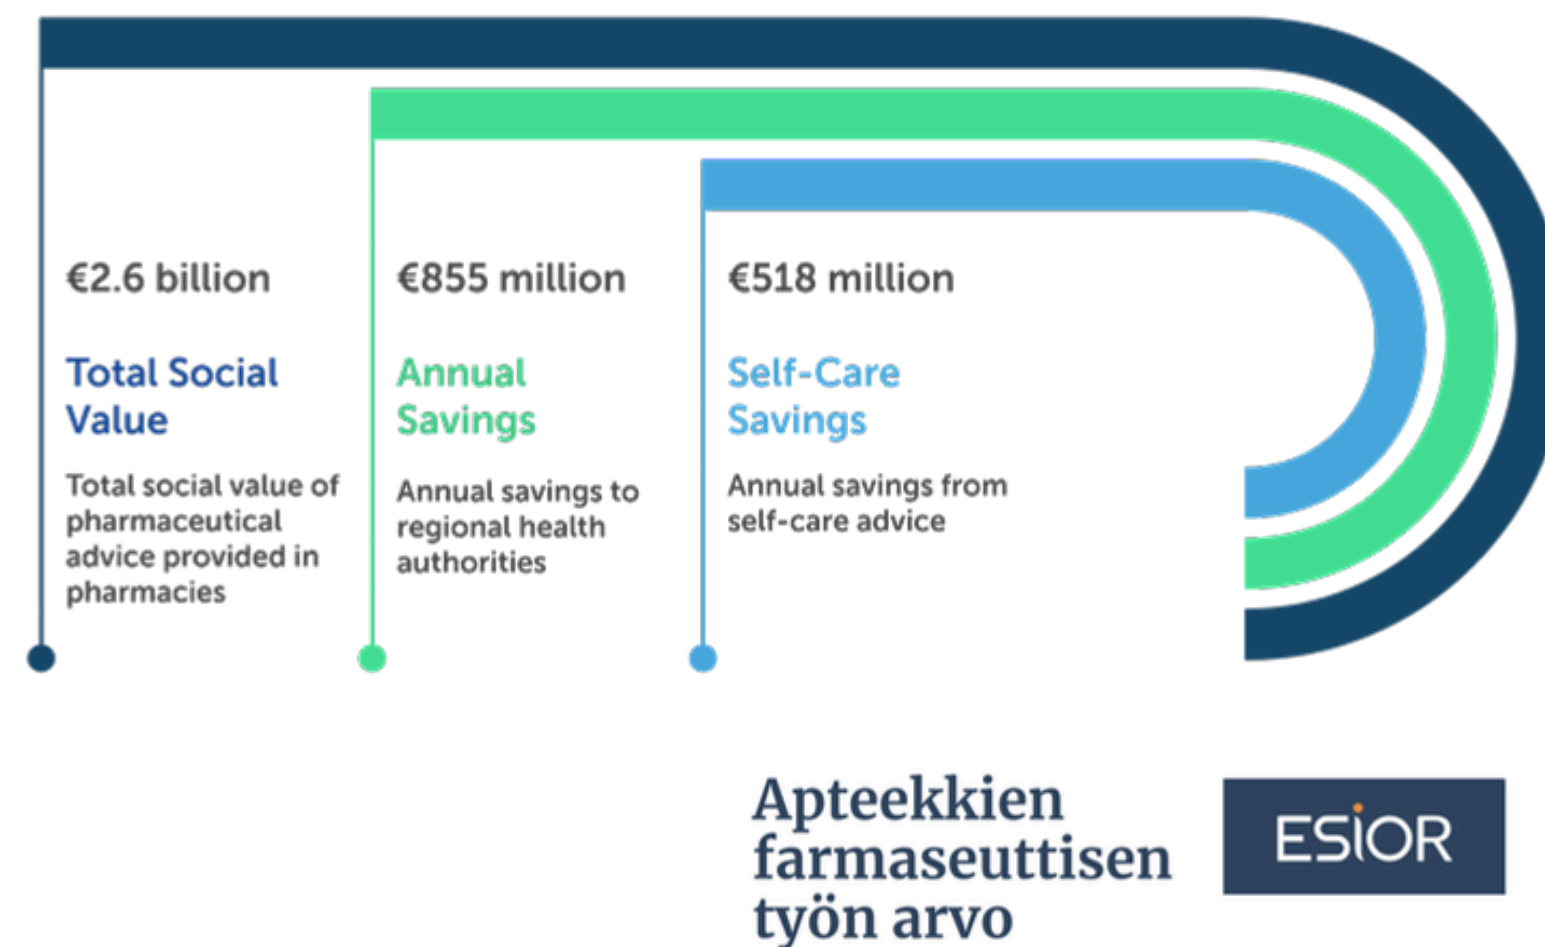 €2.6 billion
Total Social
Value
Total social value of
pharmaceutical
advice provided in
pharmacies
€855 million
Annual
Savings
Annual savings to
regional health
authorities
€518 million
Self-Care
Savings
Annual savings from
self-care advice
Apteekkien
farmaseuttisen
työn arvo
ESiOR